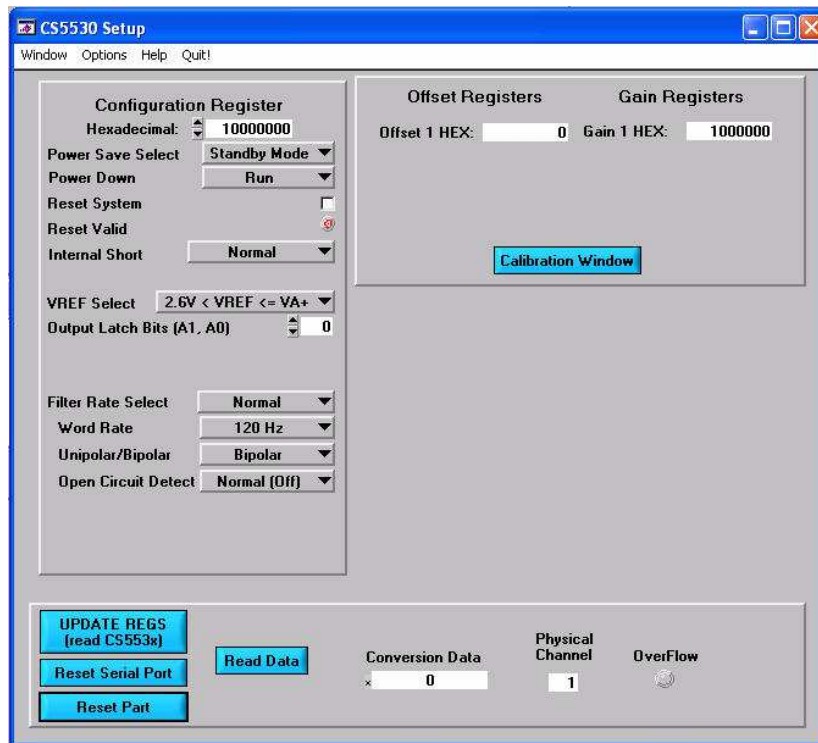 CS5530 Setup
Window Options Help Quit!
Configuration Register
Hexadecimal: 10000000
Power Save Select Standby Mode
Power Down Run
Reset System
Reset Valid
Internal Short Normal
VREF Select 2.6V < VREF <= VA+
Output Latch Bits (A1, A0) 0
Filter Rate Select Normal
Word Rate 120 Hz
Unipolar/Bipolar Bipolar
Open Circuit Detect Normal (Off)
Offset Registers Gain Registers
Offset 1 HEX: 0 Gain 1 HEX: 1000000
Calibration Window
UPDATE REGS
(read CS553x)
Reset Serial Port
Reset Part
Read Data
Conversion Data
x 0
Physical
Channel
1
OverFlow